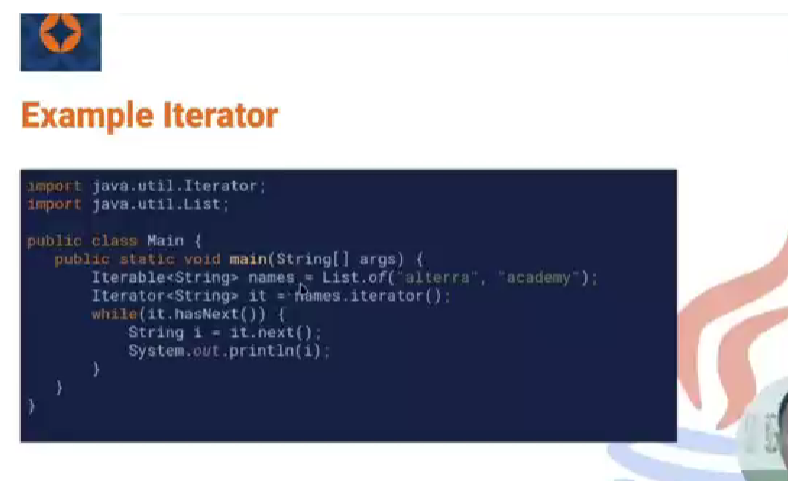 Example Iterator
import java.util.Iterator;
import java.util.List;
public class Main {
public static void main(String[] args) {
Iterable<String> names = List.of("alterra", "academy");
Iterator<String> it = names.iterator();
while(it.hasNext()) {
String i = it.next();
System.out.println(i);
}
}
}